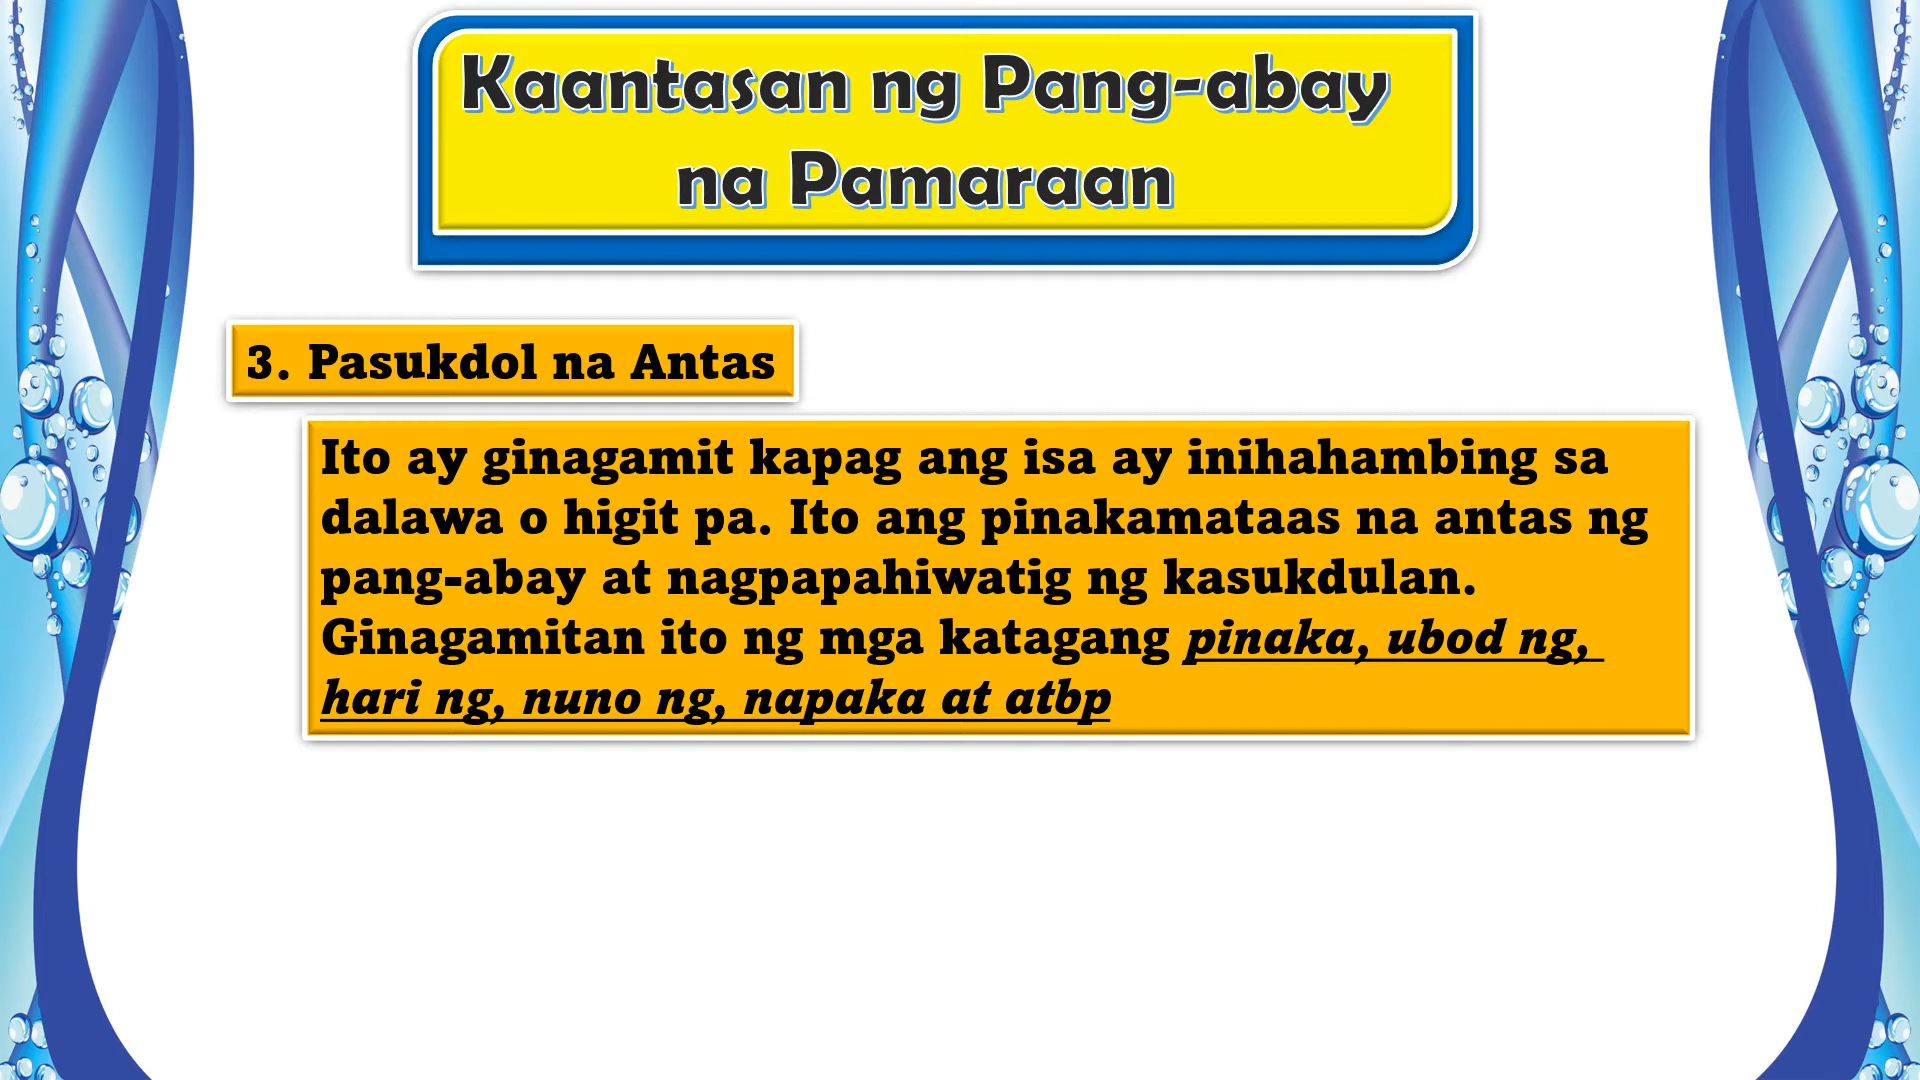 Kaantasan ng Pang-abay
na Pamaraan
3. Pasukdol na Antas
Ito ay ginagamit kapag ang isa ay inihahambing sa
dalawa o higit pa. Ito ang pinakamataas na antas ng
pang-abay at nagpapahiwatig ng kasukdulan.
Ginagamitan ito ng mga katagang pinaka, ubod ng,
hari ng, nuno ng, napaka at atbp